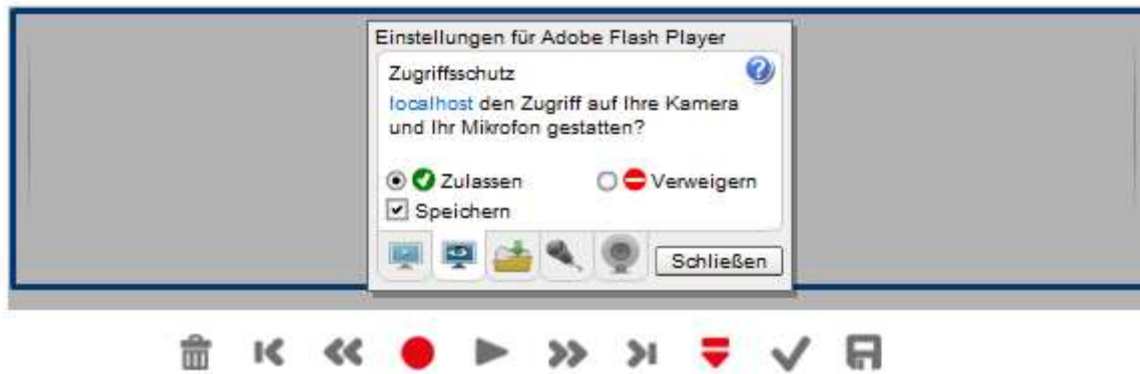 Einstellungen für Adobe Flash Player
Zugriffsschutz
localhost den Zugriff auf Ihre Kamera
und Ihr Mikrofon gestatten?
Zulassen
Verweigern
Speichern
Schließen